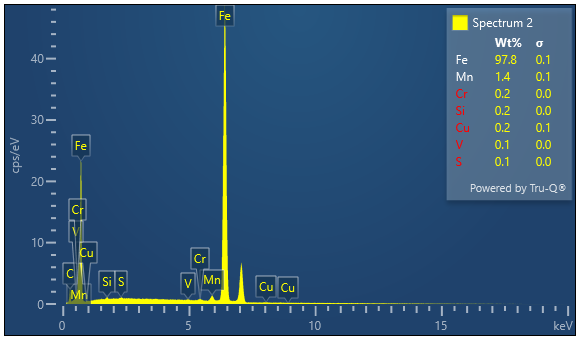 Fe
Spectrum 2
Wt% σ
Fe 97.8 0.1
Mn 1.4 0.1
Cr 0.2 0.0
Si 0.2 0.0
Cu 0.2 0.1
V 0.1 0.0
S 0.1 0.0
Powered by Tru-Q®
cps/eV
40
30
20
10
0
Fe
Cr
V
Cu
C
Mn
Si
S
V
Cr
Mn
Cu
Cu
0 5 10 15 keV